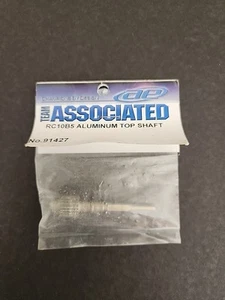 TEAM
ASSOCIATED
RC10B5 ALUMINUM TOP SHAFT
No. 91427